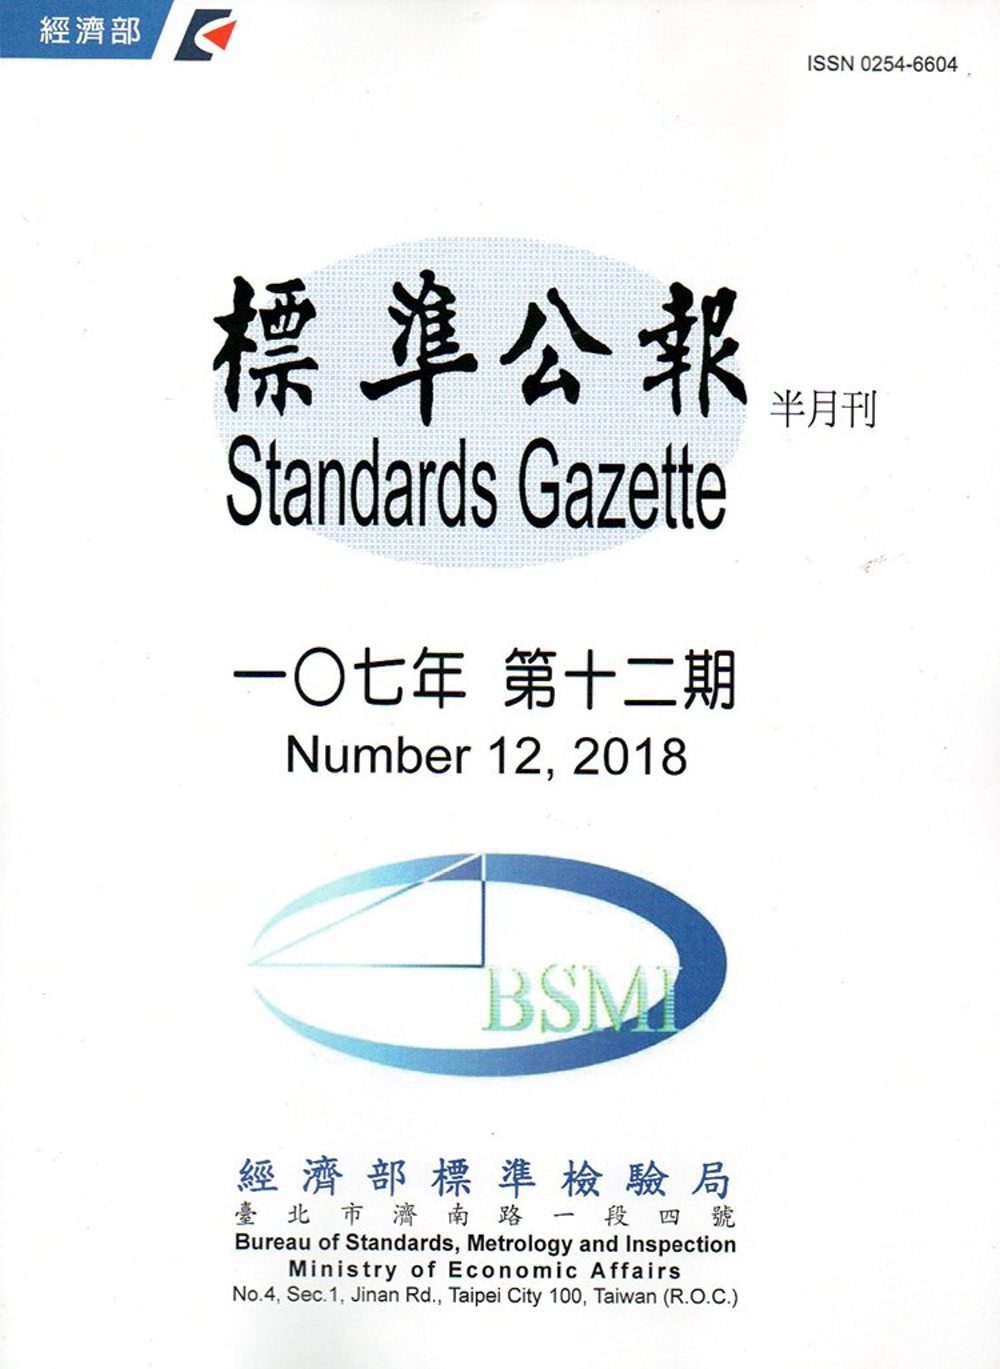 經濟部
ISSN 0254-6604
標準公報
半月刊
Standards Gazette
一〇七年 第十二期
Number 12, 2018
BSMI
經濟部標準檢驗局
臺北市濟南路一段四號
Bureau of Standards, Metrology and Inspection
Ministry of Economic Affairs
No.4, Sec.1, Jinan Rd., Taipei City 100, Taiwan (R.O.C.)